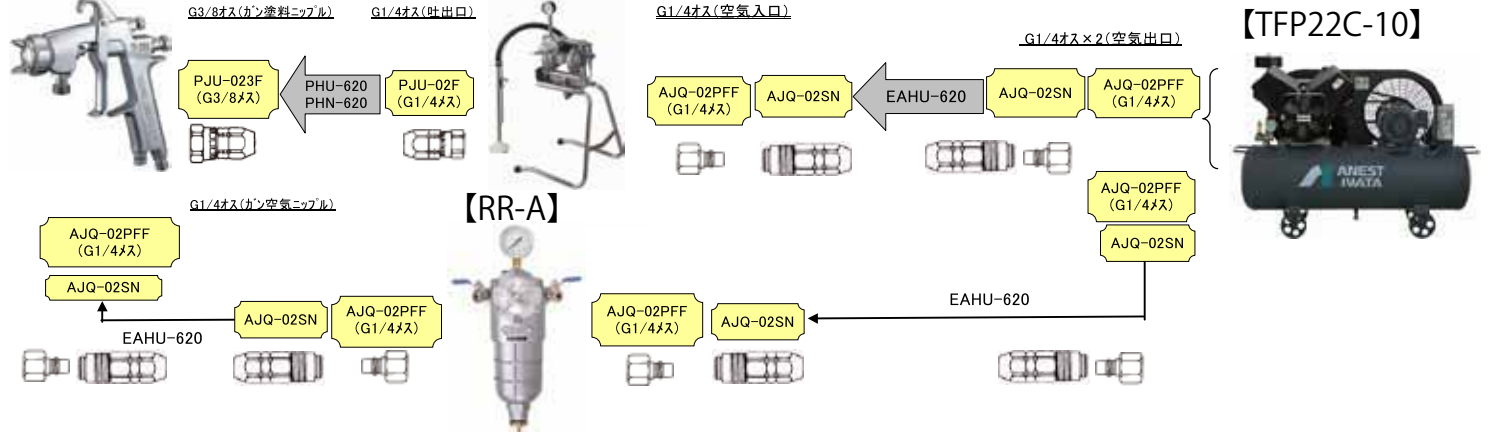 G3/8オス(ガン塗料ニップル)
G1/4オス(吐出口)
G1/4オス(空気入口)
G1/4オス×2(空気出口)
【TFP22C-10】
PJU-023F
(G3/8メス)
PHU-620
PHN-620
PJU-02F
(G1/4メス)
AJQ-02PFF
(G1/4メス)
AJQ-02SN
EAHU-620
AJQ-02SN
AJQ-02PFF
(G1/4メス)
ANEST
IWATA
G1/4オス(ガン空気ニップル)
【RR-A】
AJQ-02PFF
(G1/4メス)
AJQ-02SN
AJQ-02PFF
(G1/4メス)
AJQ-02SN
EAHU-620
AJQ-02SN
AJQ-02PFF
(G1/4メス)
AJQ-02PFF
(G1/4メス)
AJQ-02SN
EAHU-620